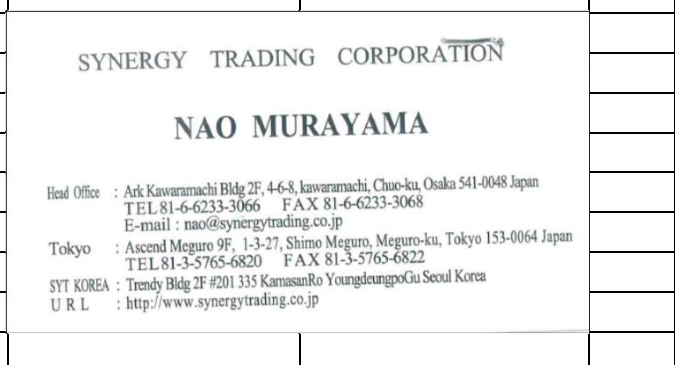 SYNERGY TRADING CORPORATION
NAO MURAYAMA
Head Office : Ark Kawaramachi Bldg 2F, 4-6-8, kawaramachi, Chuo-ku, Osaka 541-0048 Japan
TEL81-6-6233-3066 FAX 81-6-6233-3068
E-mail : nao@synergytrading.co.jp
Tokyo : Ascend Meguro 9F, 1-3-27, Shimo Meguro, Meguro-ku, Tokyo 153-0064 Japan
TEL81-3-5765-6820 FAX 81-3-5765-6822
SYT KOREA : Trendy Bldg 2F #201 335 KamasanRo YoungdeungpoGu Seoul Korea
U R L : http://www.synergytrading.co.jp